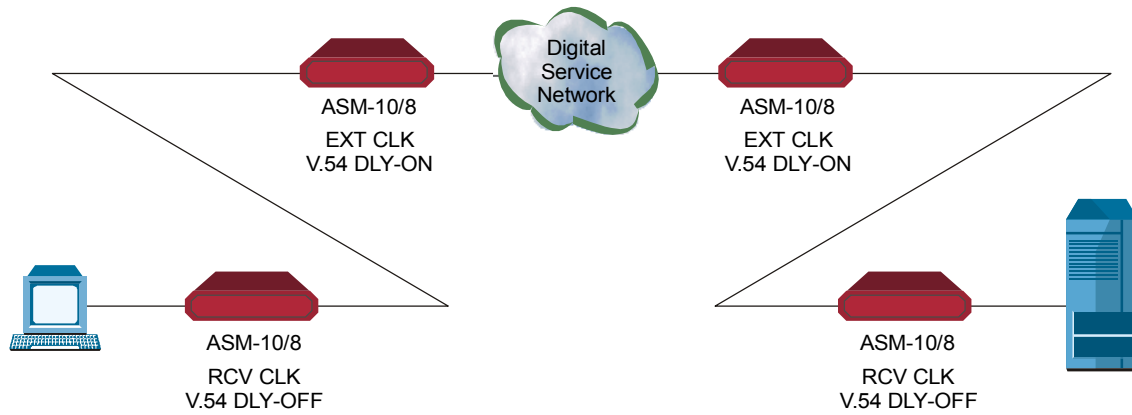 Digital
Service
Network
ASM-10/8
EXT CLK
V.54 DLY-ON
ASM-10/8
EXT CLK
V.54 DLY-ON
ASM-10/8
RCV CLK
V.54 DLY-OFF
ASM-10/8
RCV CLK
V.54 DLY-OFF